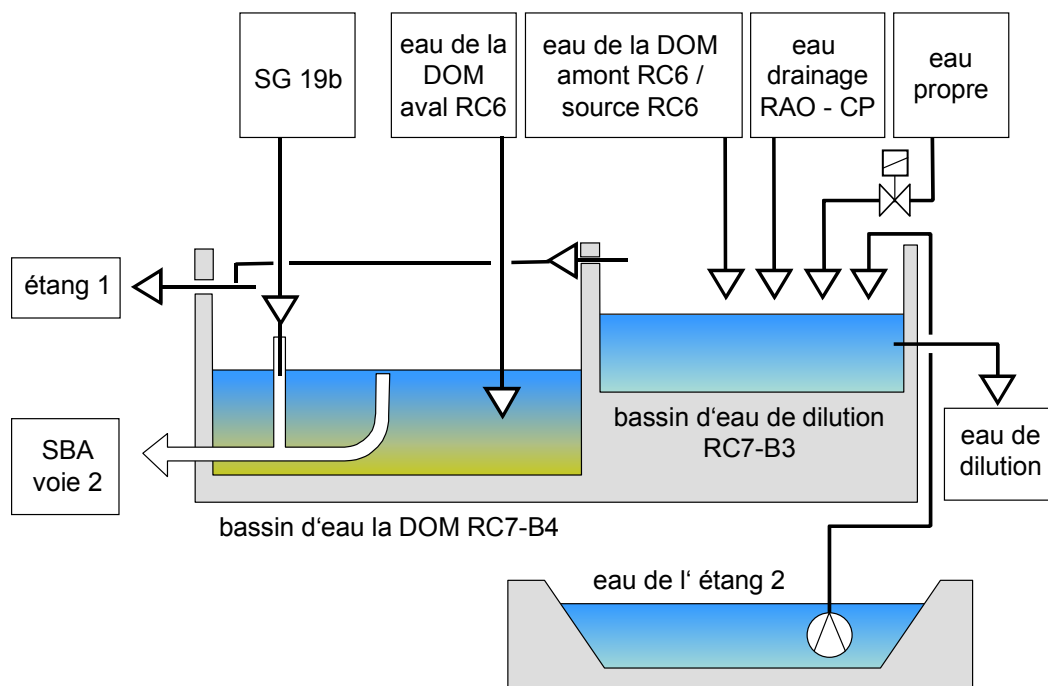 SG 19b
eau de la
DOM
aval RC6
eau de la DOM
amont RC6 /
source RC6
eau
drainage
RAO - CP
eau
propre
étang 1
SBA
voie 2
bassin d‘eau de dilution
RC7-B3
eau de
dilution
bassin d‘eau la DOM RC7-B4
eau de l‘ étang 2